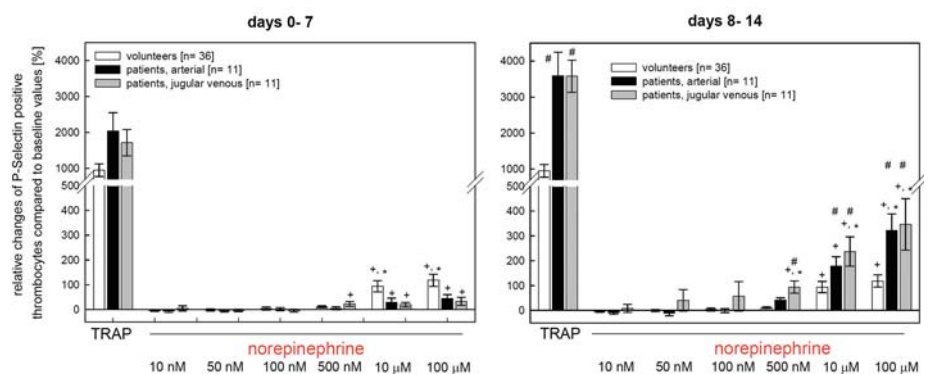 days 0- 7
relative changes of P-Selectin positive
thrombocytes compared to baseline values [%]
4000
3000
2000
1000
500
400
300
200
100
0
volunteers [n= 36]
patients, arterial [n= 11]
patients, jugular venous [n= 11]
+, *
+
+
+
+, *
+
+
TRAP
norepinephrine
10 nM 50 nM 100 nM 500 nM 10 µM 100 µM
days 8- 14
4000
3000
2000
1000
500
400
300
200
100
0
# #
volunteers [n= 36]
patients, arterial [n= 11]
patients, jugular venous [n= 11]
#
+, *
# #
+
+
+, *
# #
+
+, *
+, *
TRAP
norepinephrine
10 nM 50 nM 100 nM 500 nM 10 µM 100 µM